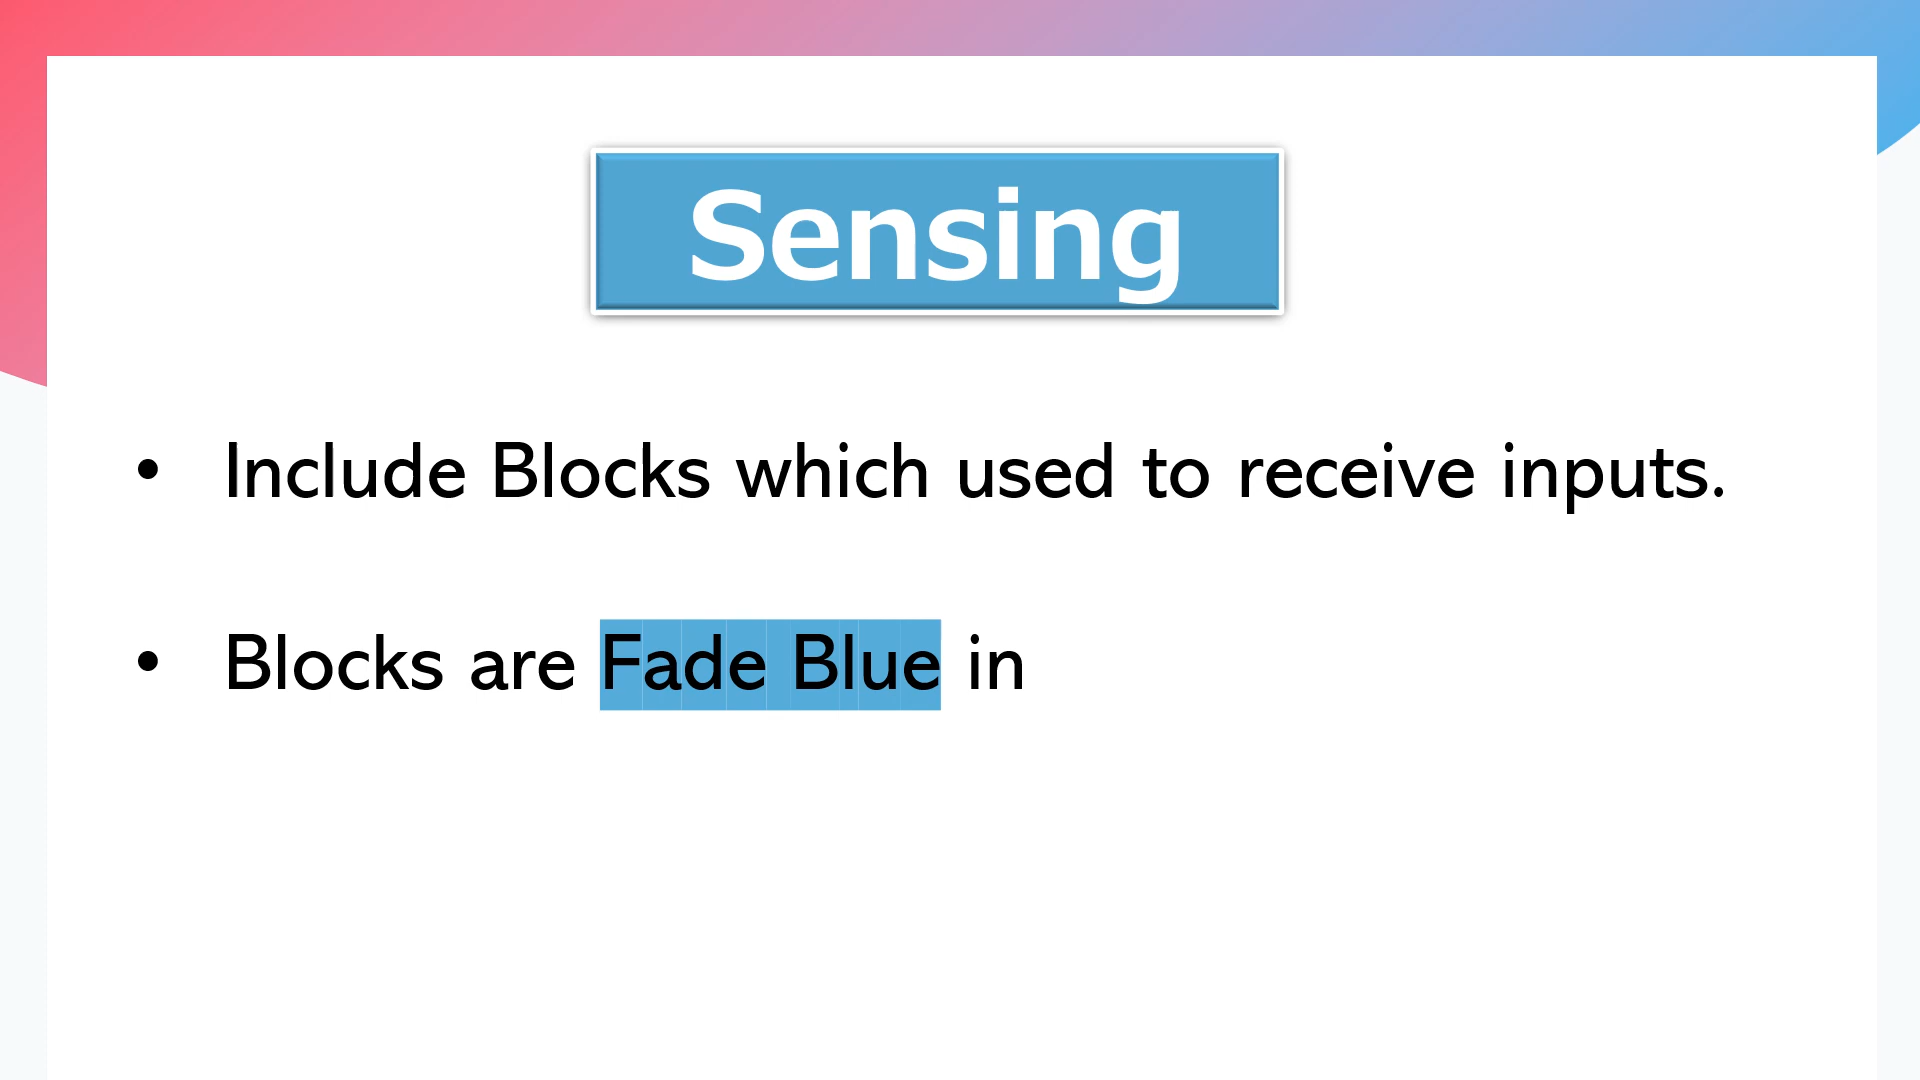 Sensing
• Include Blocks which used to receive inputs.
• Blocks are Fade Blue in